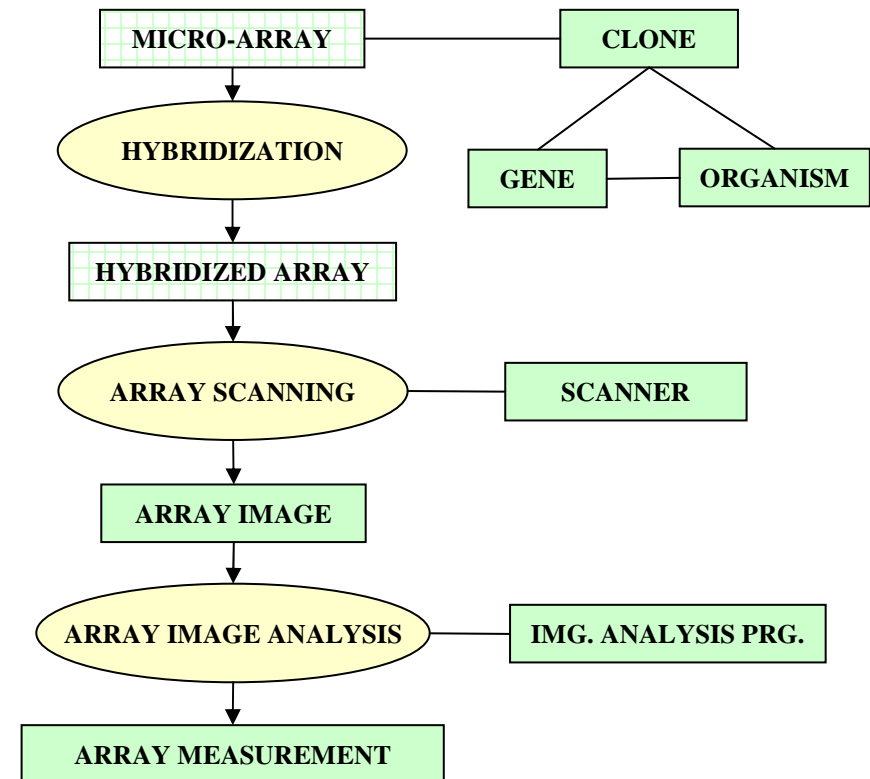 MICRO-ARRAY
CLONE
HYBRIDIZATION
GENE
ORGANISM
HYBRIDIZED ARRAY
ARRAY SCANNING
SCANNER
ARRAY IMAGE
ARRAY IMAGE ANALYSIS
IMG. ANALYSIS PRG.
ARRAY MEASUREMENT